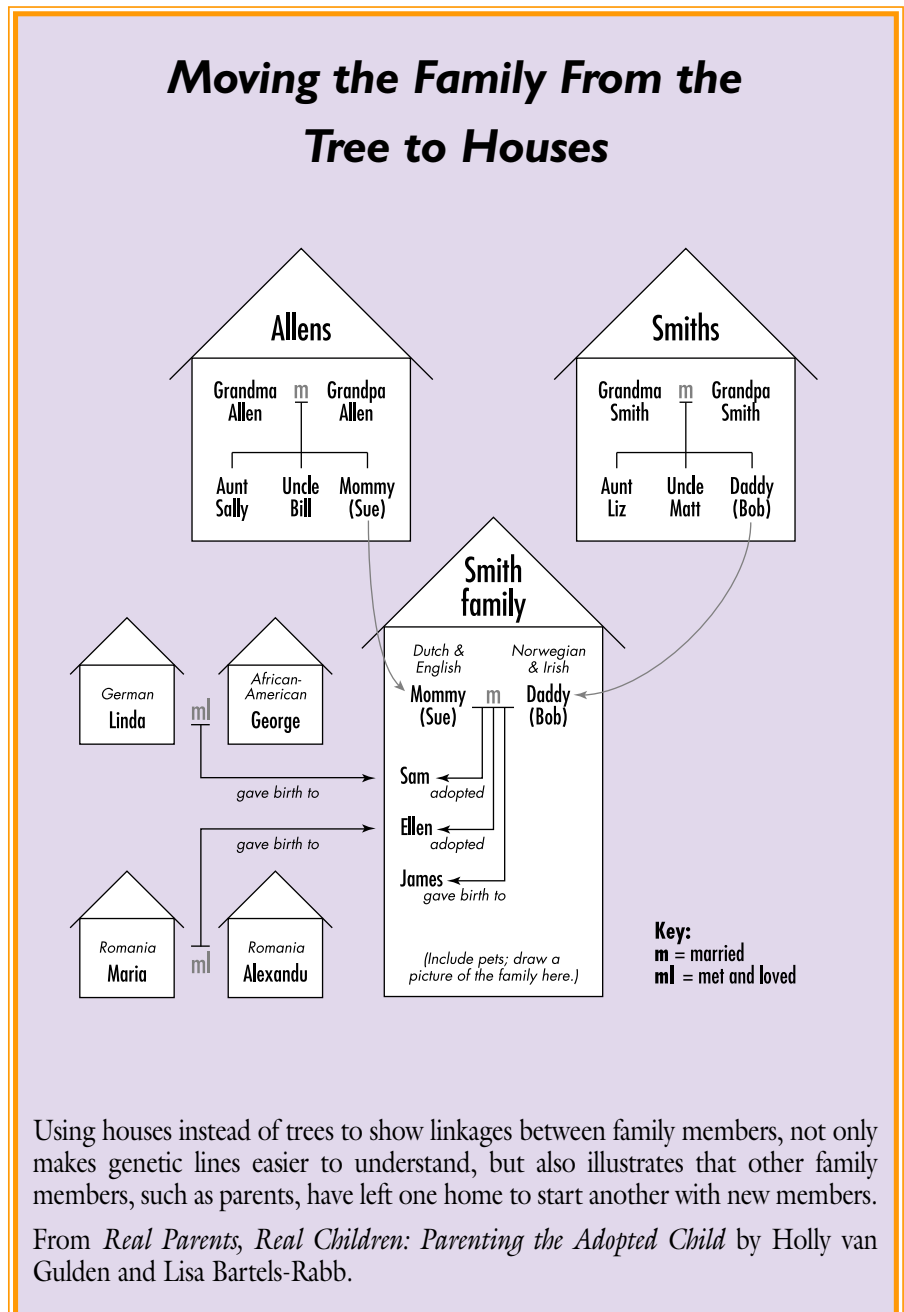 Moving the Family From the
Tree to Houses
Allens
Grandma
Allen
m
Grandpa
Allen
Aunt
Sally
Uncle
Bill
Mommy
(Sue)
Smiths
Grandma
Smith
m
Grandpa
Smith
Aunt
Liz
Uncle
Matt
Daddy
(Bob)
Smith
family
Dutch &
English
Mommy
(Sue)
m
Norwegian
& Irish
Daddy
(Bob)
German
Linda
ml
African-
American
George
gave birth to
Sam
adopted
gave birth to
Ellen
adopted
James
gave birth to
Romania
Maria
ml
Romania
Alexandu
(Include pets; draw a
picture of the family here.)
Key:
m = married
ml = met and loved
Using houses instead of trees to show linkages between family members, not only
makes genetic lines easier to understand, but also illustrates that other family
members, such as parents, have left one home to start another with new members.
From Real Parents, Real Children: Parenting the Adopted Child by Holly van
Gulden and Lisa Bartels-Rabb.